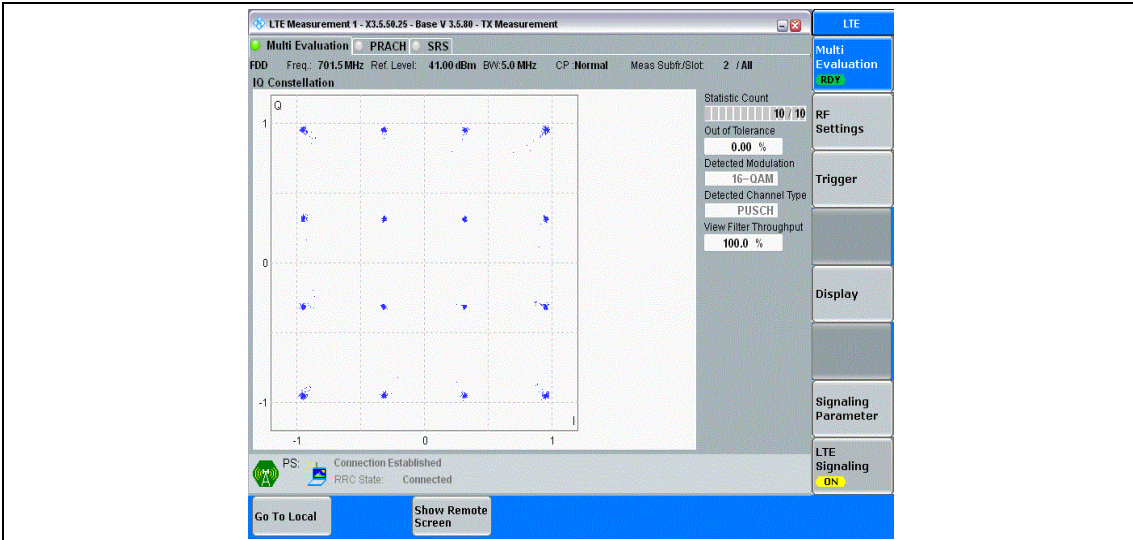 LTE Measurement 1 - X3.5.50.25 - Base V 3.5.80 - TX Measurement
LTE
Multi Evaluation PRACH SRS
FDD Freq.: 701.5 MHz Ref. Level: 41.00 dBm BW: 5.0 MHz CP :Normal Meas Subfr./Slot: 2 / All
IQ Constellation
Q
1
0
-1
-1 0 1
I
Statistic Count
10 / 10
Out of Tolerance
0.00 %
Detected Modulation
16-QAM
Detected Channel Type
PUSCH
View Filter Throughput
100.0 %
Multi
Evaluation
RDY
RF
Settings
Trigger
Display
Signaling
Parameter
LTE
Signaling
ON
PS: Connection Established
RRC State: Connected
Go To Local
Show Remote
Screen